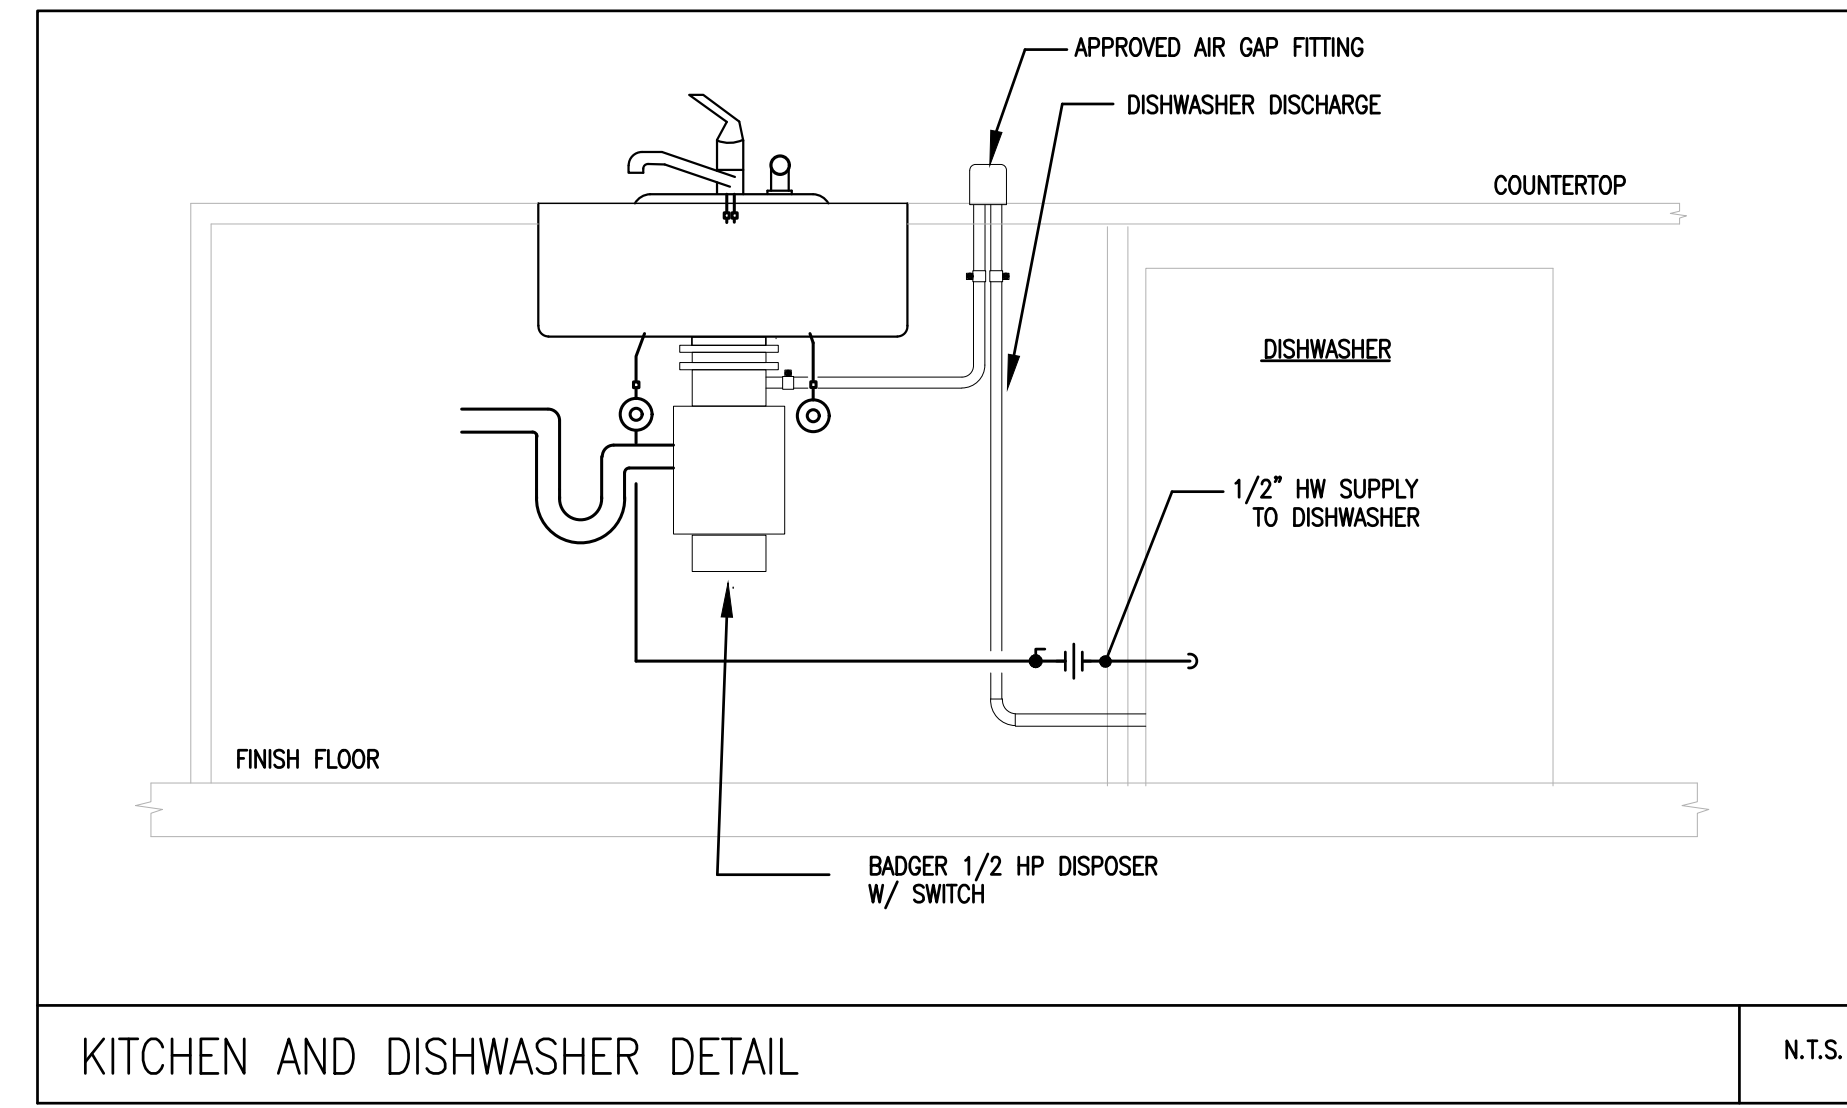 APPROVED AIR GAP FITTING
DISHWASHER DISCHARGE
COUNTERTOP
DISHWASHER
1/2" HW SUPPLY
TO DISHWASHER
FINISH FLOOR
BADGER 1/2 HP DISPOSER
W/ SWITCH
KITCHEN AND DISHWASHER DETAIL
N.T.S.